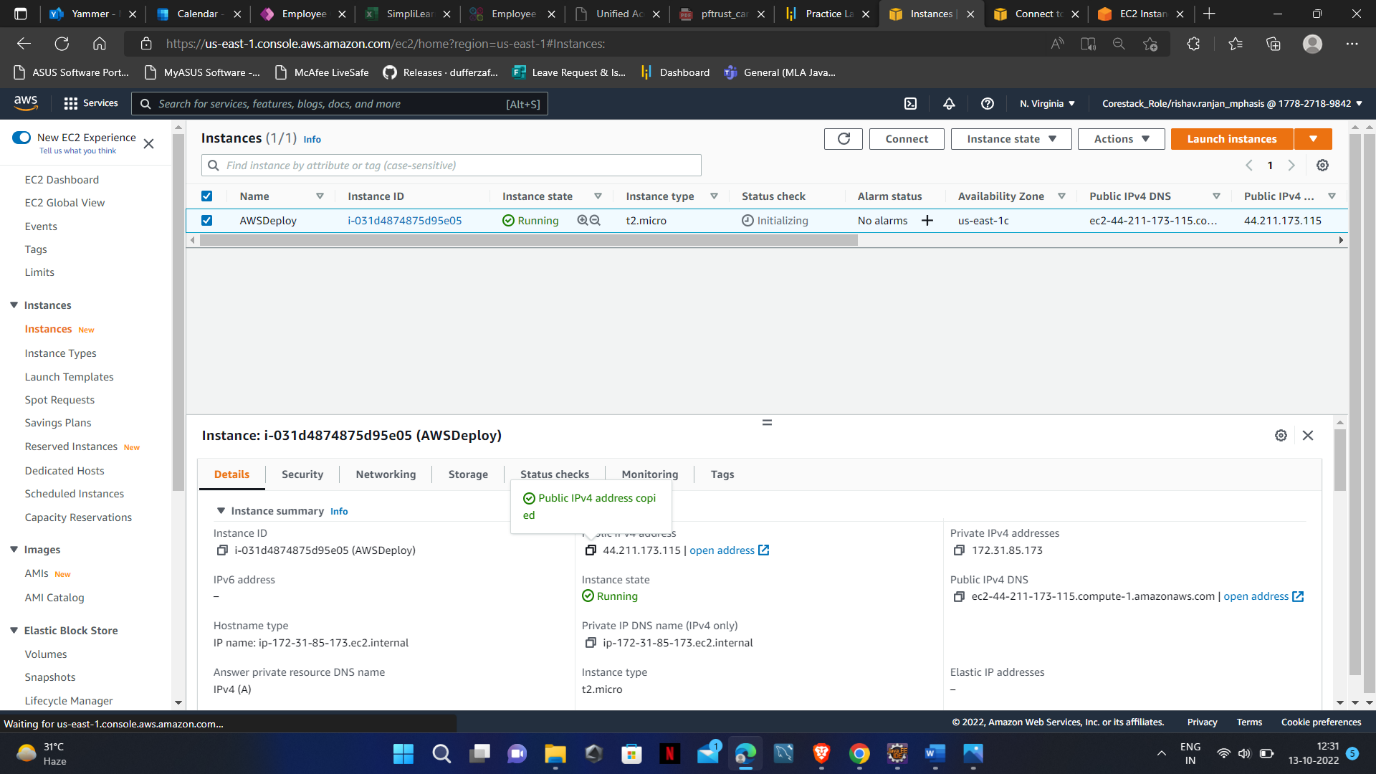 Yammer -
Calendar -
Employee
SimpliLear
Employee
Unified Ac
pftrust_car
Practice La
Instances |
Connect to
EC2 Instan
https://us-east-1.console.aws.amazon.com/ec2/home?region=us-east-1#Instances:
ASUS Software Port...
MyASUS Software -...
McAfee LiveSafe
Releases · dufferzaf...
Leave Request & Is...
Dashboard
General (MLA Java...
aws
Services
Search for services, features, blogs, docs, and more
[Alt+S]
N. Virginia
Corestack_Role/rishav.ranjan_mphasis @ 1778-2718-9842
New EC2 Experience
Tell us what you think
EC2 Dashboard
EC2 Global View
Events
Tags
Limits
Instances
Instances New
Instance Types
Launch Templates
Spot Requests
Savings Plans
Reserved Instances New
Dedicated Hosts
Scheduled Instances
Capacity Reservations
Images
AMIs New
AMI Catalog
Elastic Block Store
Volumes
Snapshots
Lifecycle Manager
Instances (1/1) Info
Connect
Instance state
Actions
Launch instances
Find instance by attribute or tag (case-sensitive)
1
Name
Instance ID
Instance state
Instance type
Status check
Alarm status
Availability Zone
Public IPv4 DNS
Public IPv4 ...
AWSDeploy
i-031d4874875d95e05
Running
t2.micro
Initializing
No alarms
us-east-1c
ec2-44-211-173-115.co...
44.211.173.115
Instance: i-031d4874875d95e05 (AWSDeploy)
Details
Security
Networking
Storage
Status checks
Monitoring
Tags
Public IPv4 address copi
ed
Instance summary Info
Instance ID
i-031d4874875d95e05 (AWSDeploy)
Public IPv4 address
44.211.173.115 | open address
Private IPv4 addresses
172.31.85.173
IPv6 address
–
Instance state
Running
Public IPv4 DNS
ec2-44-211-173-115.compute-1.amazonaws.com | open address
Hostname type
IP name: ip-172-31-85-173.ec2.internal
Private IP DNS name (IPv4 only)
ip-172-31-85-173.ec2.internal
Answer private resource DNS name
IPv4 (A)
Instance type
t2.micro
Elastic IP addresses
–
Waiting for us-east-1.console.aws.amazon.com...
© 2022, Amazon Web Services, Inc. or its affiliates.
Privacy
Terms
Cookie preferences
31°C
Haze
1
ENG
IN
12:31
13-10-2022
5